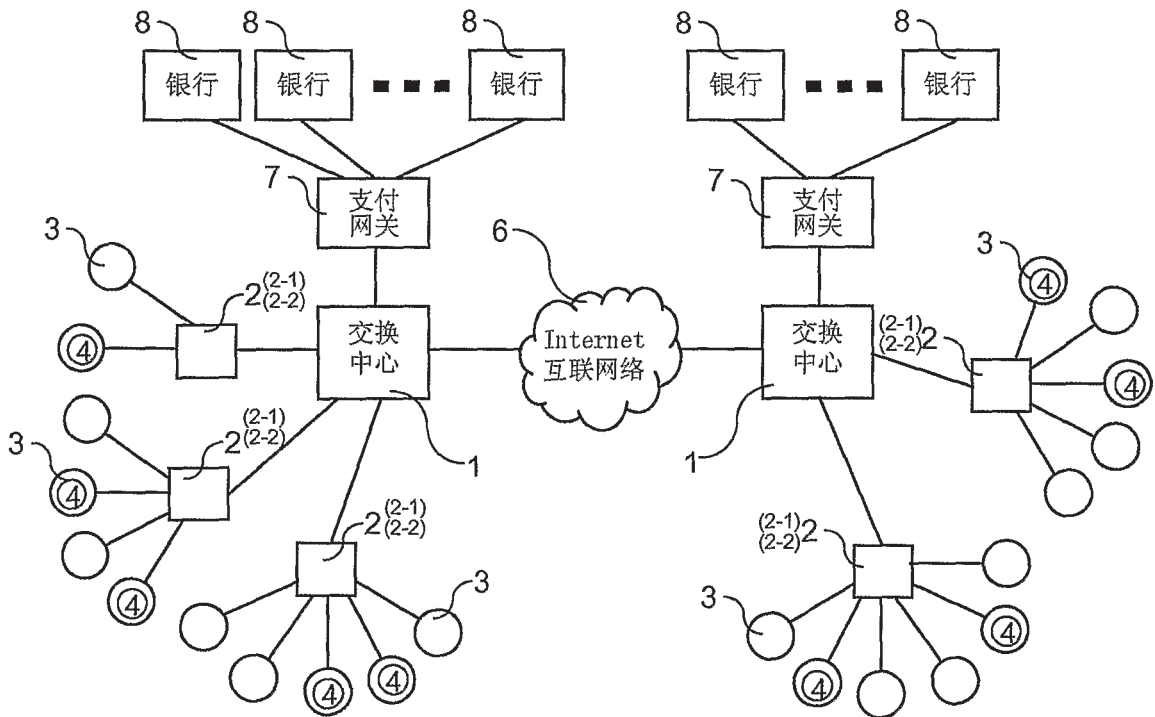 8
8
8
8
8
银行
银行
银行
银行
银行
7
支付
网关
7
支付
网关
3
6
3
④
2(2-1)
(2-2)
交换
中心
Internet
互联网络
交换
中心
(2-1)
(2-2)2
④
④
2(2-1)
(2-2)
3
④
1
1
④
2(2-1)
(2-2)
(2-1)
(2-2)2
3
3
④
④
④
④